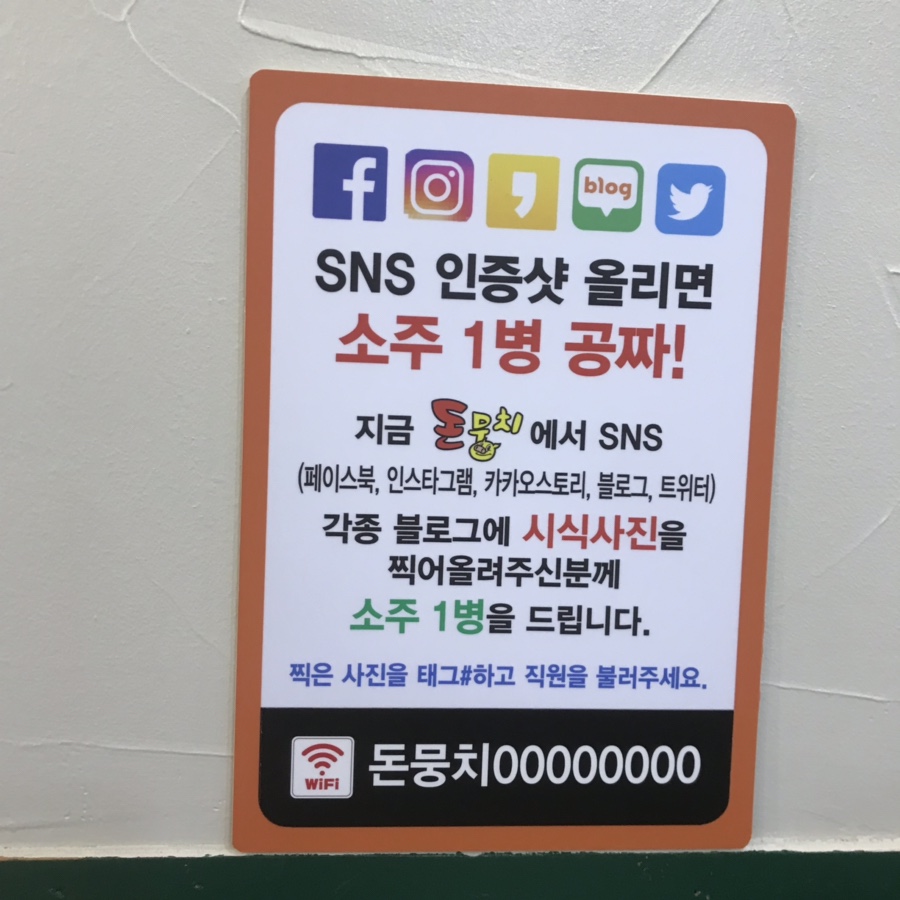 blog
SNS 인증샷 올리면
소주 1병 공짜!
지금 돈뭉치 에서 SNS
(페이스북, 인스타그램, 카카오스토리, 블로그, 트위터)
각종 블로그에 시식사진을
찍어올려주신분께
소주 1병을 드립니다.
찍은 사진을 태그#하고 직원을 불러주세요.
WiFi 돈뭉치00000000